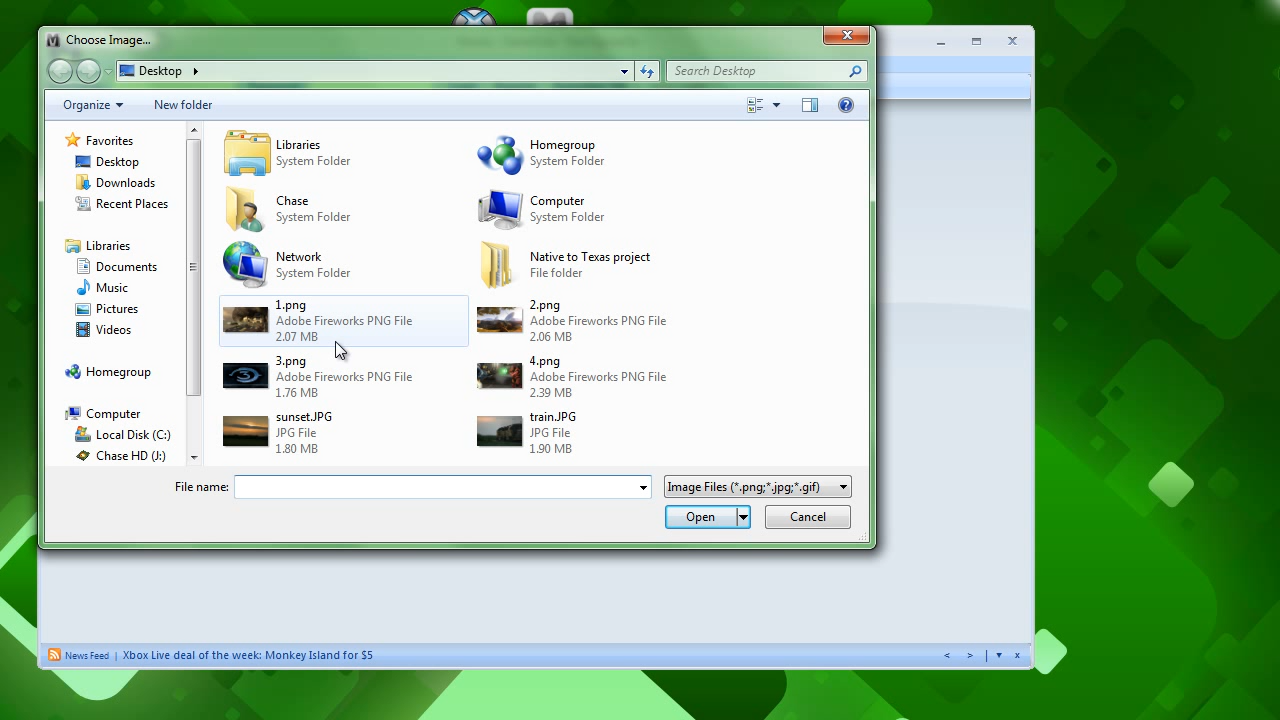 Choose Image...
Desktop
Search Desktop
Organize
New folder
Favorites
Desktop
Downloads
Recent Places
Libraries
Documents
Music
Pictures
Videos
Homegroup
Computer
Local Disk (C:)
Chase HD (J:)
Libraries
System Folder
Homegroup
System Folder
Chase
System Folder
Computer
System Folder
Network
System Folder
Native to Texas project
File folder
1.png
Adobe Fireworks PNG File
2.07 MB
2.png
Adobe Fireworks PNG File
2.06 MB
3.png
Adobe Fireworks PNG File
1.76 MB
4.png
Adobe Fireworks PNG File
2.39 MB
sunset.JPG
JPG File
1.80 MB
train.JPG
JPG File
1.90 MB
File name:
Image Files (*.png;*.jpg;*.gif)
Open
Cancel
News Feed | Xbox Live deal of the week: Monkey Island for $5